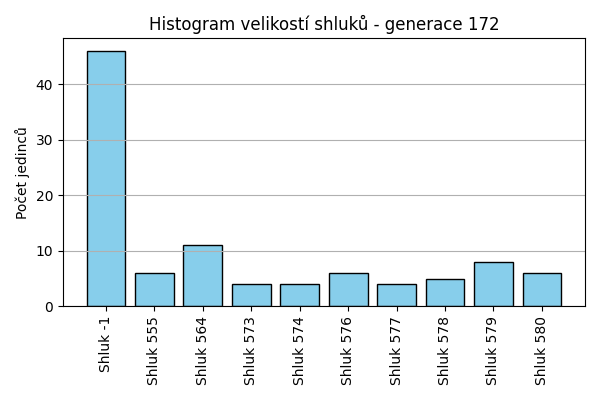 Histogram velikostí shluků - generace 172
Počet jedinců
40
30
20
10
0
Shluk -1
Shluk 555
Shluk 564
Shluk 573
Shluk 574
Shluk 576
Shluk 577
Shluk 578
Shluk 579
Shluk 580